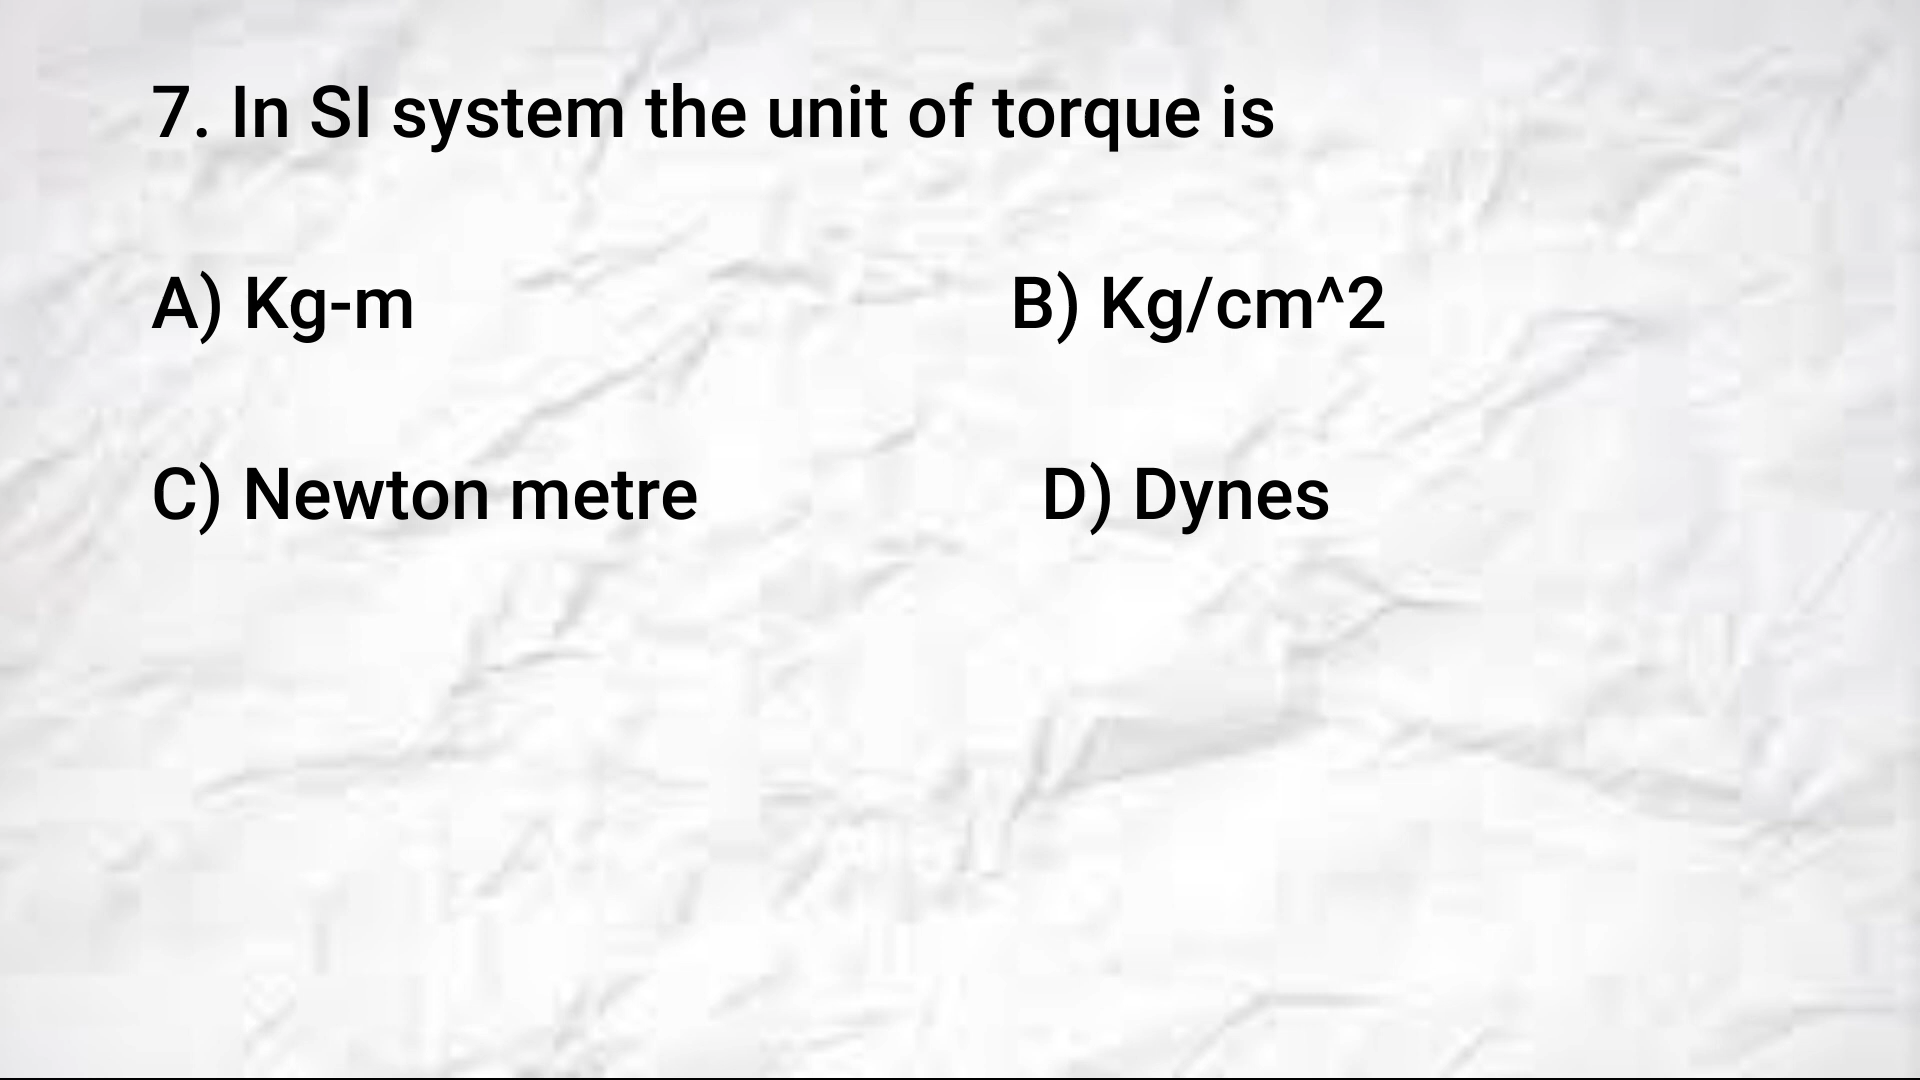 7. In SI system the unit of torque is
A) Kg-m B) Kg/cm^2
C) Newton metre D) Dynes